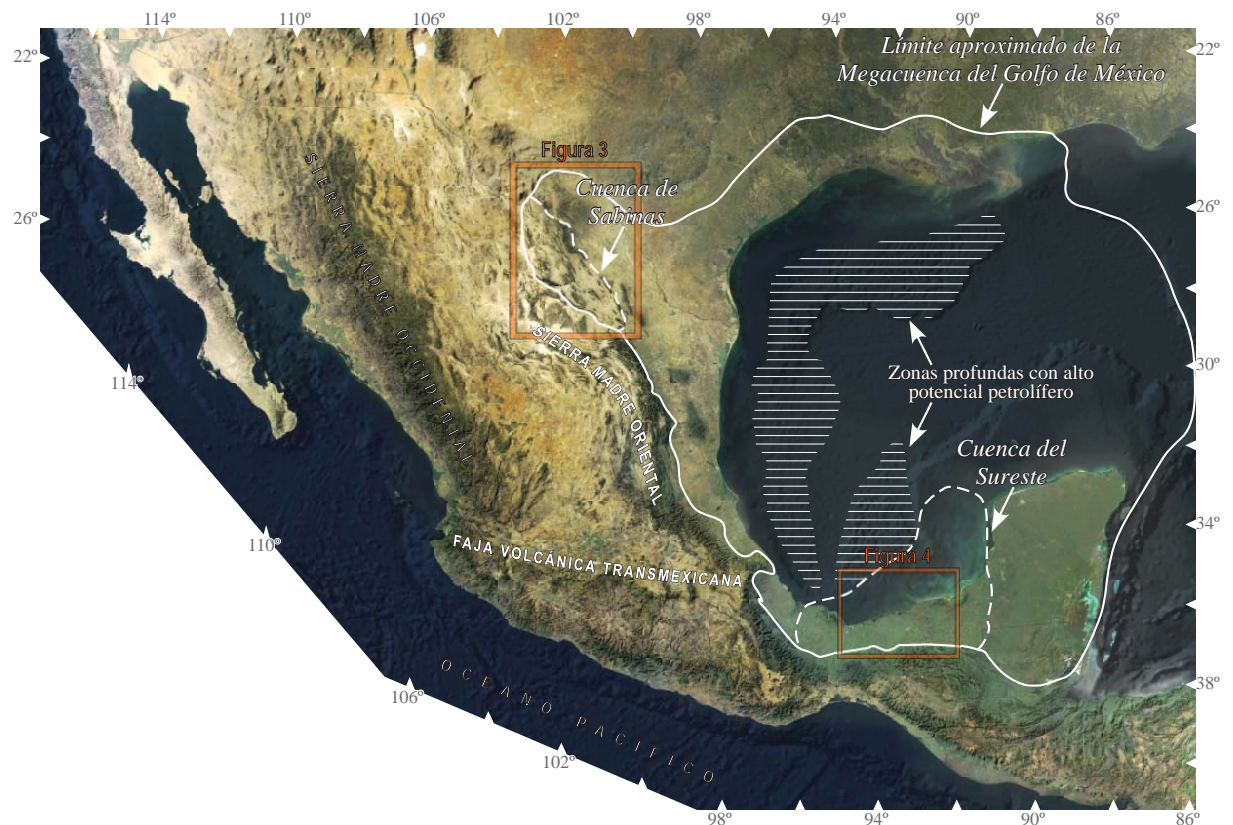 114º 110º 106º 102º 98º 94º 90º 86º
22º
22º
Límite aproximado de la
Megacuenca del Golfo de México
Figura 3
Cuenca de
Sabinas
26º
26º
SIERRA MADRE OCCIDENTAL
SIERRA MADRE ORIENTAL
30º
Zonas profundas con alto
potencial petrolífero
114º
Cuenca del
Sureste
34º
110º
FAJA VOLCÁNICA TRANSMEXICANA
Figura 4
OCEANO PACIFICO
38º
106º
102º
98º 94º 90º 86º